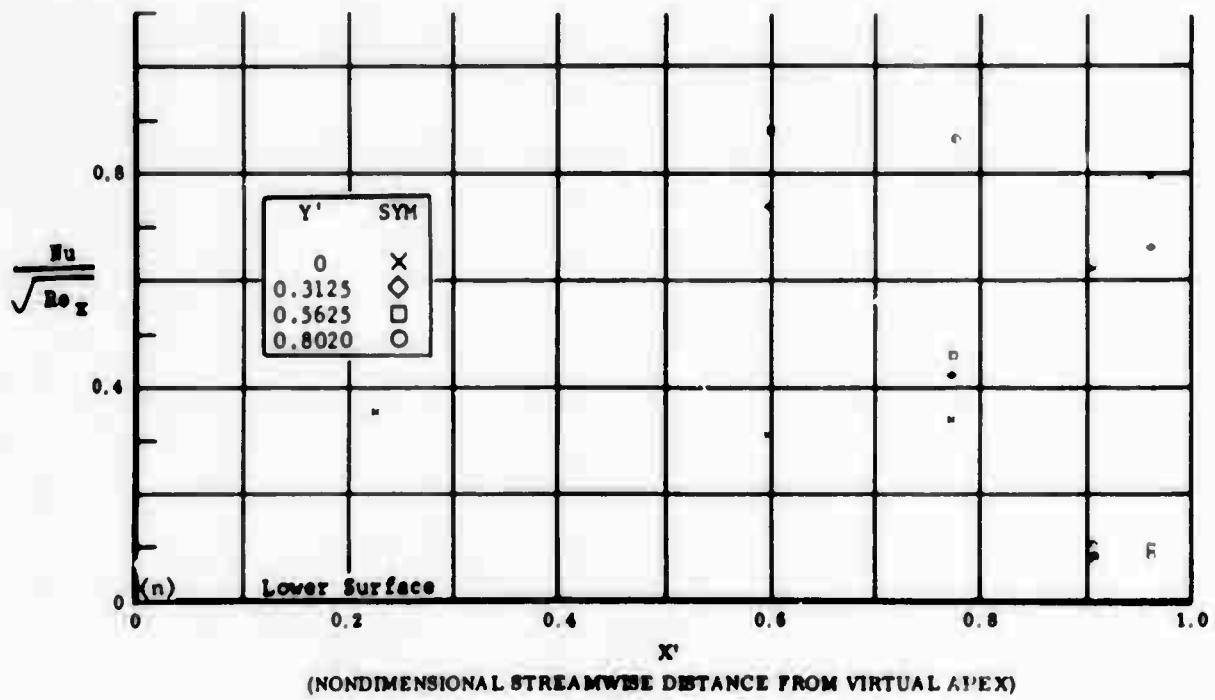 0.8
Y' SYM
0 ×
0.3125 ◇
0.5625 □
0.8020 ○
Nu
√Re_x
0.4
(n) Lower Surface
0
0 0.2 0.4 0.6 0.8 1.0
X'
(NONDIMENSIONAL STREAMWISE DISTANCE FROM VIRTUAL APEX)